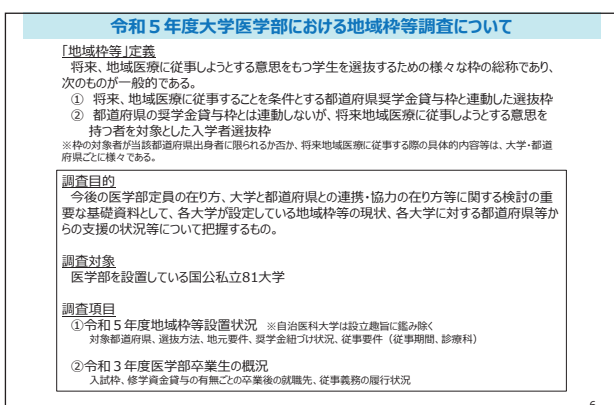 令和５年度大学医学部における地域枠等調査について
「地域枠等」定義
将来、地域医療に従事しようとする意思をもつ学生を選抜するための様々な枠の総称であり、
次のものが一般的である。
① 将来、地域医療に従事することを条件とする都道府県奨学金貸与枠と連動した選抜枠
② 都道府県の奨学金貸与枠とは連動しないが、将来地域医療に従事しようとする意思を
持つ者を対象とした入学者選抜枠
※枠の対象者が当該都道府県出身者に限られるか否か、将来地域医療に従事する際の具体的内容等は、大学・都道
府県ごとに様々である。
調査目的
今後の医学部定員の在り方、大学と都道府県との連携・協力の在り方等に関する検討の重
要な基礎資料として、各大学が設定している地域枠等の現状、各大学に対する都道府県等か
らの支援の状況等について把握するもの。
調査対象
医学部を設置している国公私立81大学
調査項目
①令和５年度地域枠等設置状況 ※自治医科大学は設立趣旨に鑑み除く
対象都道府県、選抜方法、地元要件、奨学金紐づけ状況、従事要件（従事期間、診療科）
②令和３年度医学部卒業生の概況
入試枠、修学資金貸与の有無ごとの卒業後の就職先、従事義務の履行状況
6